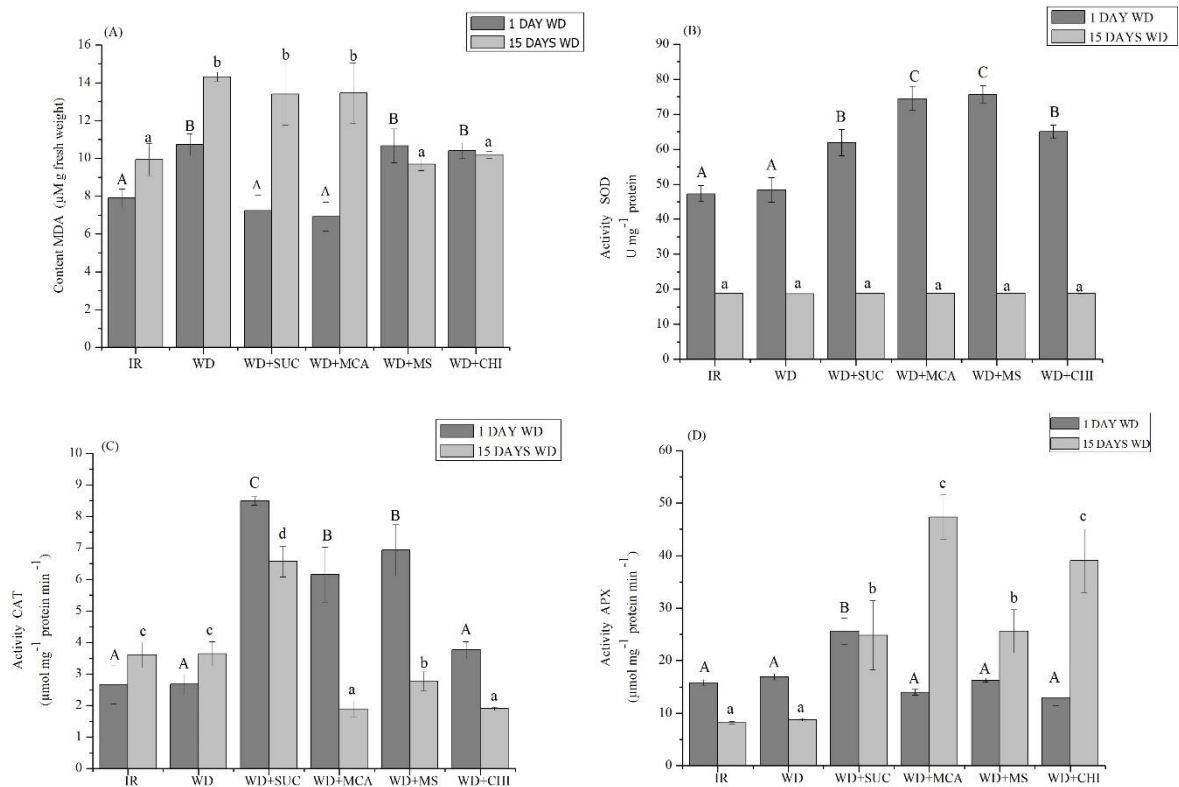 (A)
1 DAY WD
15 DAYS WD
Content MDA (µM g fresh weight)
16
14
12
10
8
6
4
2
0
A
a
B
b
A
b
A
b
B
a
B
a
IR WD WD+SUC WD+MCA WD+MS WD+CHI
(B)
1 DAY WD
15 DAYS WD
Activity SOD
U mg⁻¹ protein
90
80
70
60
50
40
30
20
10
0
A
a
A
a
B
a
C
a
C
a
B
a
IR WD WD+SUC WD+MCA WD+MS WD+CHI
(C)
1 DAY WD
15 DAYS WD
Activity CAT
(µmol mg⁻¹ protein min⁻¹)
10
9
8
7
6
5
4
3
2
1
0
A
c
A
c
C
d
B
a
B
b
A
a
IR WD WD+SUC WD+MCA WD+MS WD+CHI
(D)
1 DAY WD
15 DAYS WD
Activity APX
(µmol mg⁻¹ protein min⁻¹)
60
50
40
30
20
10
0
A
a
A
a
B
b
A
c
A
b
A
c
IR WD WD+SUC WD+MCA WD+MS WD+CHI